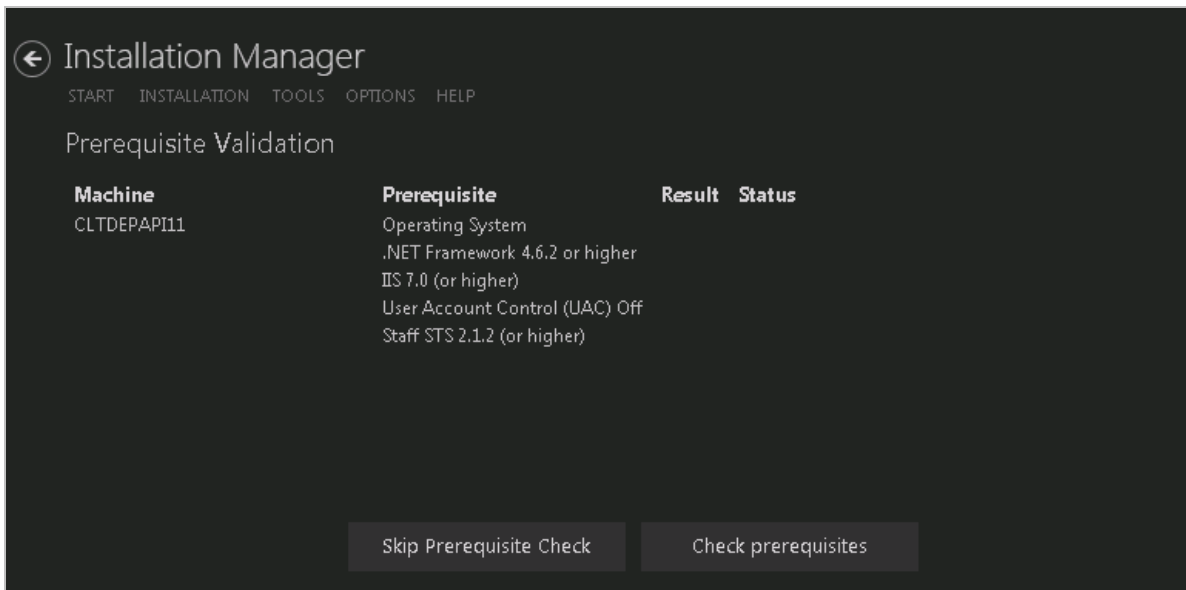 Installation Manager
START INSTALLATION TOOLS OPTIONS HELP
Prerequisite Validation
Machine Prerequisite Result Status
CLTDEPAPI11 Operating System
.NET Framework 4.6.2 or higher
IIS 7.0 (or higher)
User Account Control (UAC) Off
Staff STS 2.1.2 (or higher)
Skip Prerequisite Check Check prerequisites